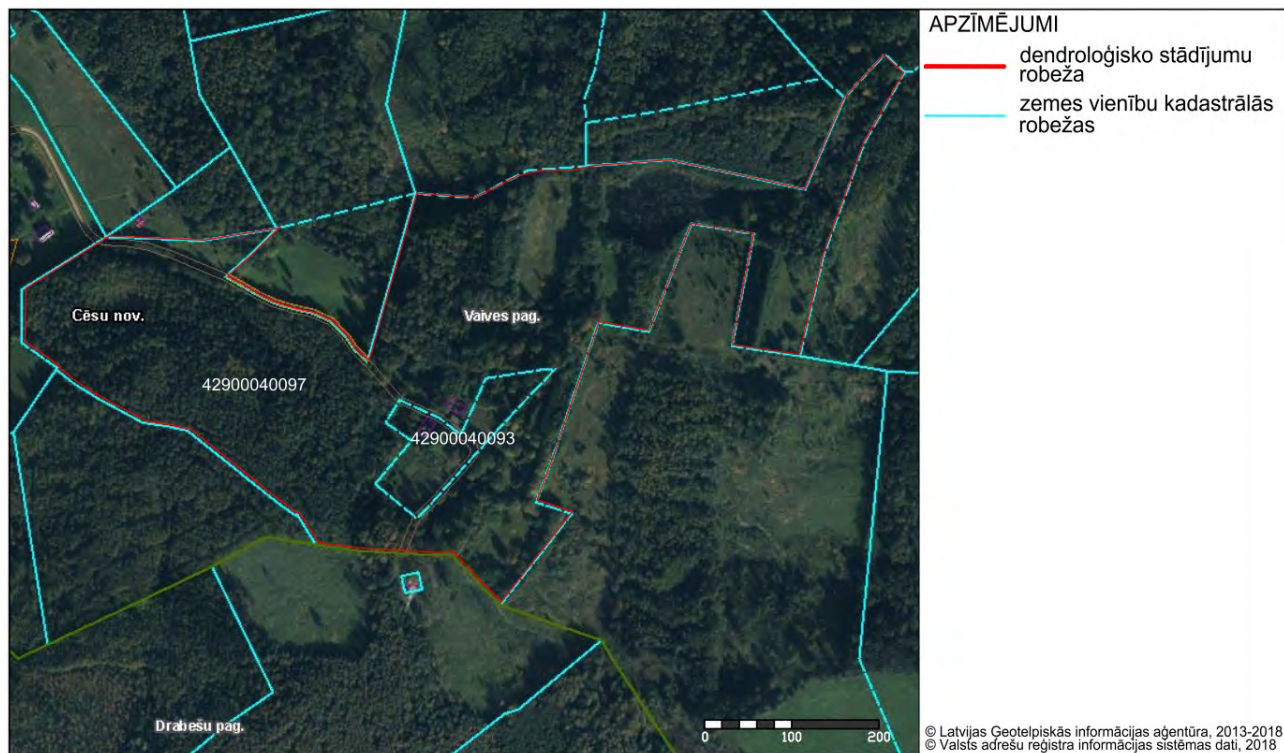 APZĪMĒJUMI
dendroloģisko stādījumu
robeža
zemes vienību kadastrālās
robežas
Cēsu nov.
Vaives pag.
42900040097
42900040093
Drabešu pag.
0 100 200
© Latvijas Ģeotelpiskās informācijas aģentūra, 2013-2018
© Valsts adrešu reģistra informācijas sistēmas dati, 2018